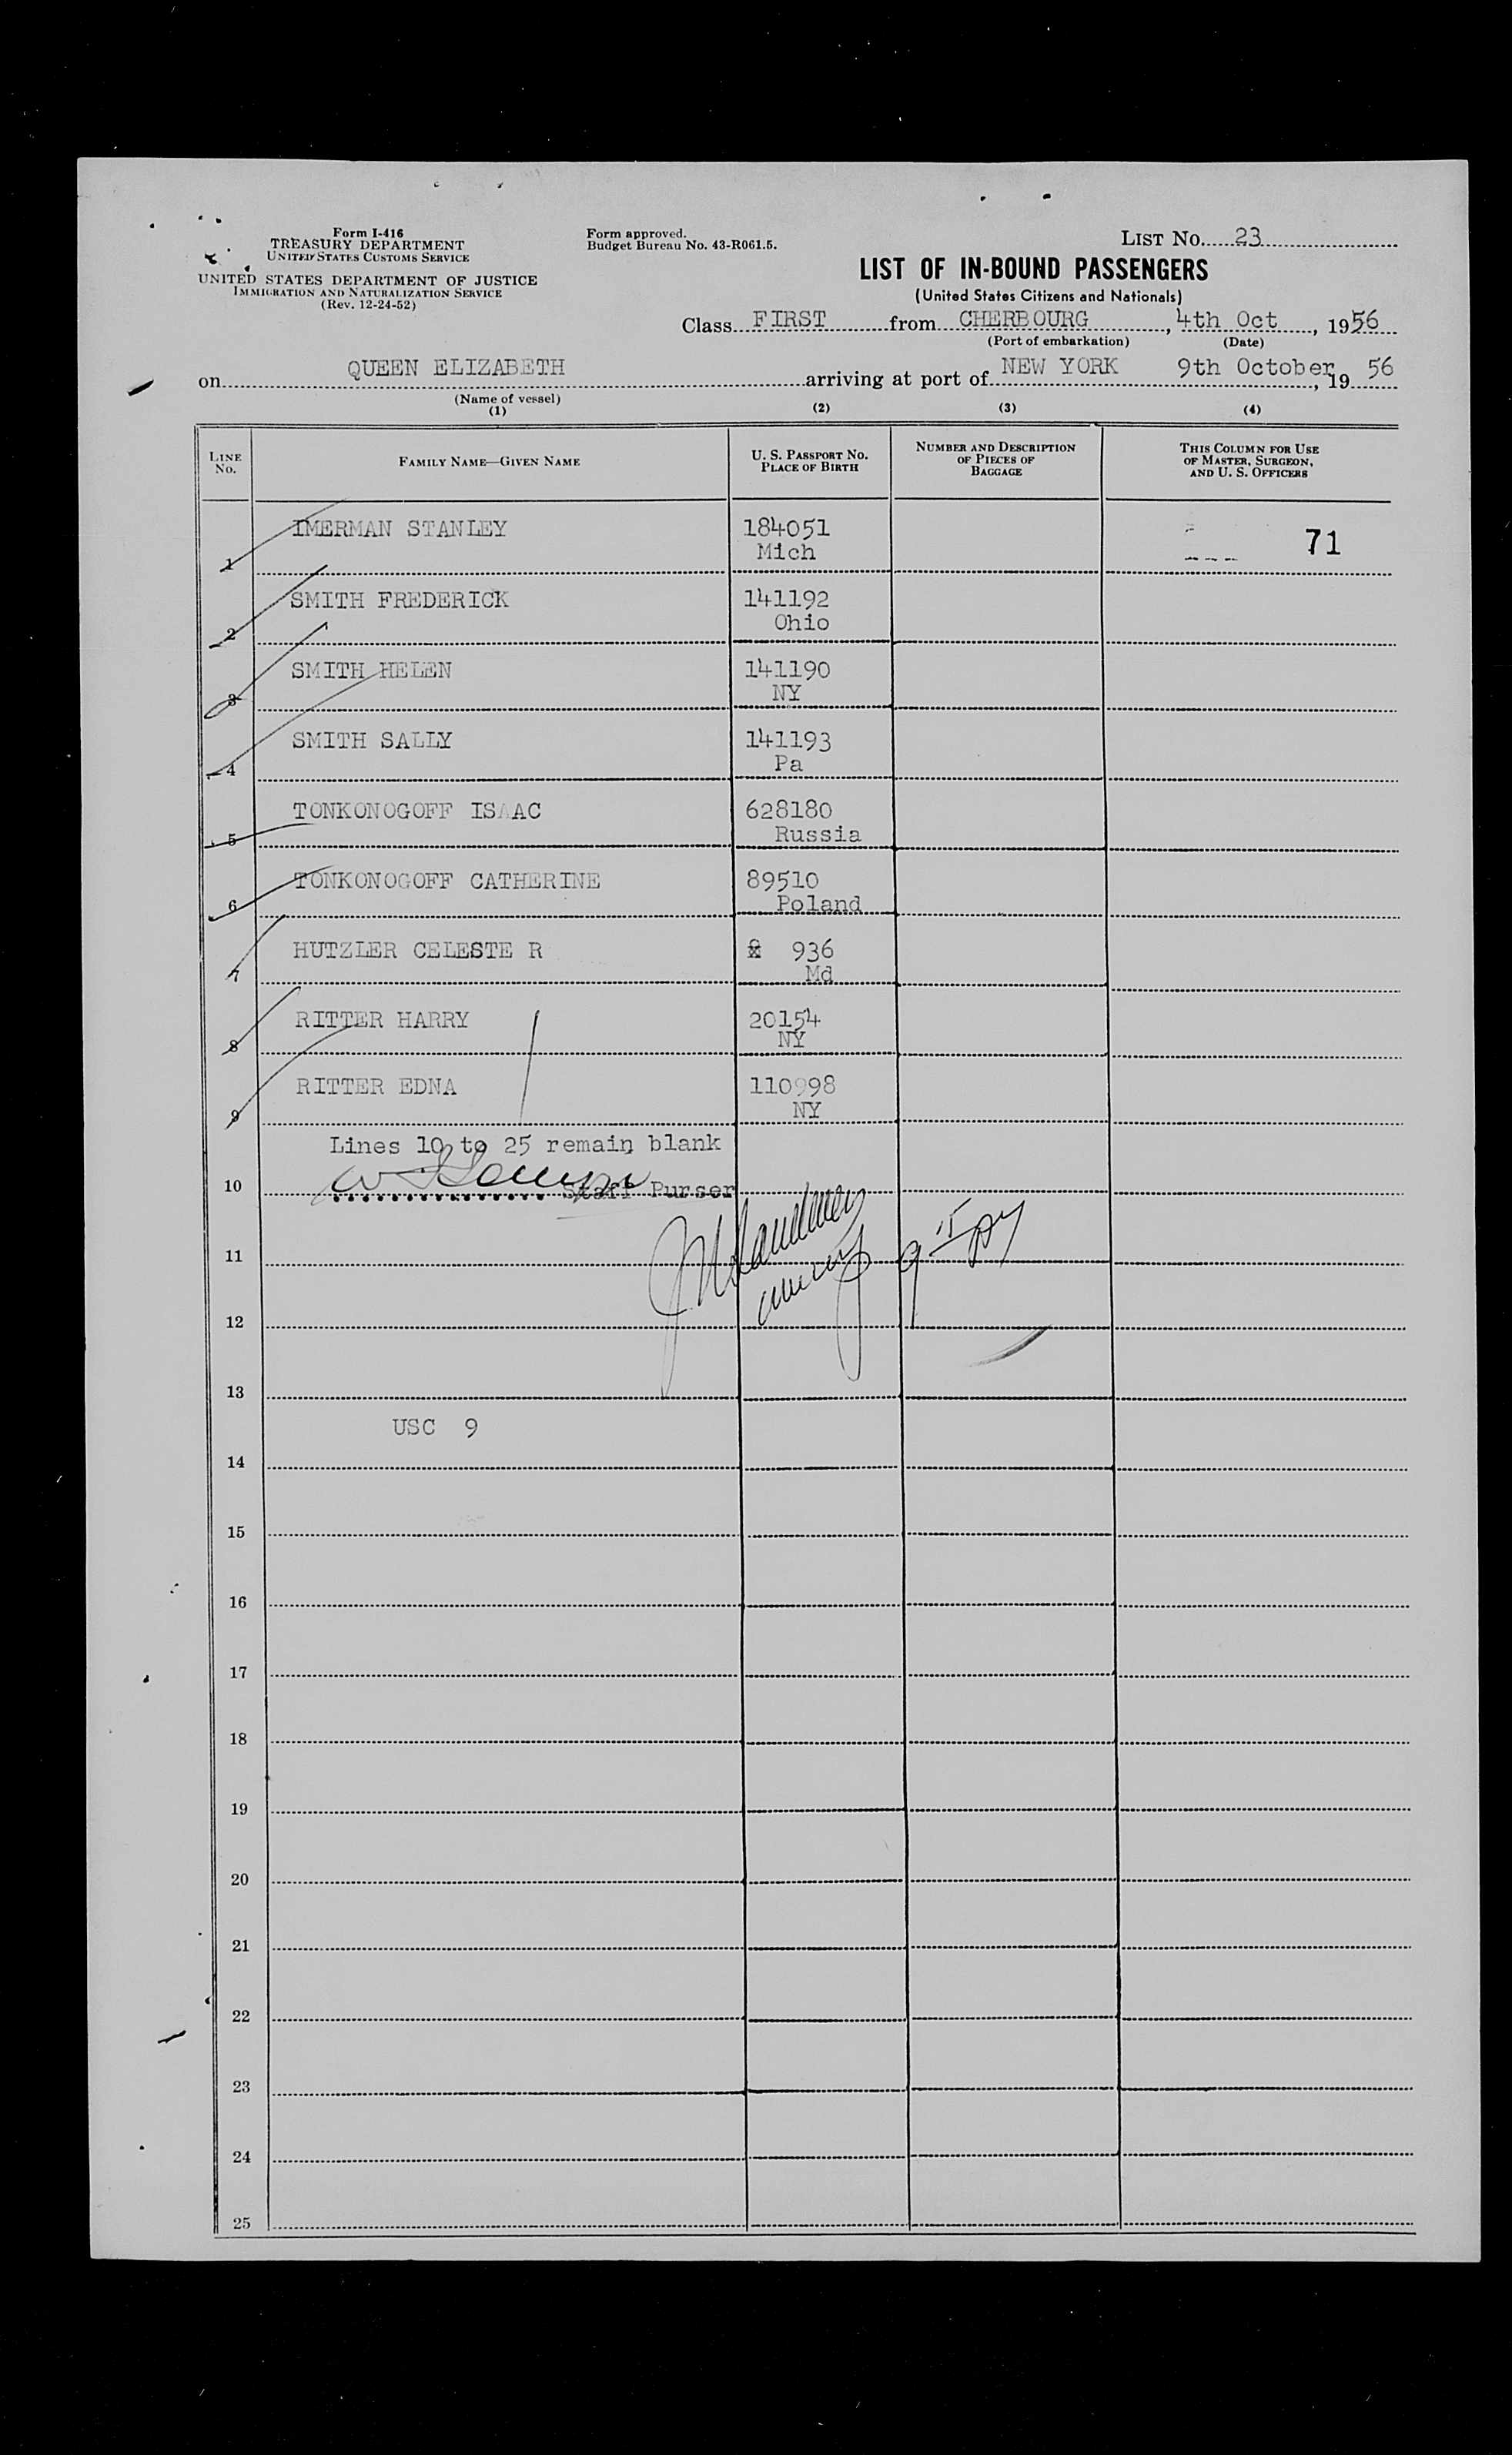 Form I-416
TREASURY DEPARTMENT
UNITED STATES CUSTOMS SERVICE
UNITED STATES DEPARTMENT OF JUSTICE
IMMIGRATION AND NATURALIZATION SERVICE
(Rev. 12-24-52)
Form approved.
Budget Bureau No. 43-R061.5.
LIST NO. 23
LIST OF IN-BOUND PASSENGERS
(United States Citizens and Nationals)
Class FIRST from CHERBOURG, 4th Oct, 1956
(Port of embarkation) (Date)
on QUEEN ELIZABETH arriving at port of NEW YORK 9th October, 19 56
(Name of vessel)
(1) (2) (3) (4)
LINE NO. FAMILY NAME—GIVEN NAME U. S. PASSPORT NO. PLACE OF BIRTH NUMBER AND DESCRIPTION OF PIECES OF BAGGAGE THIS COLUMN FOR USE OF MASTER, SURGEON, AND U. S. OFFICERS
1 IMERMAN STANLEY 184051 71
Mich
2 SMITH FREDERICK 141192
Ohio
3 SMITH HELEN 141190
NY
4 SMITH SALLY 141193
Pa
5 TONKONOGOFF ISAAC 628180
Russia
6 TONKONOGOFF CATHERINE 89510
Poland
7 HUTZLER CELESTE R 936
Md
8 RITTER HARRY 20154
NY
9 RITTER EDNA 110998
NY
Lines 10 to 25 remain blank
10 Staff Purser
11
12
13
USC 9
14
15
16
17
18
19
20
21
22
23
24
25